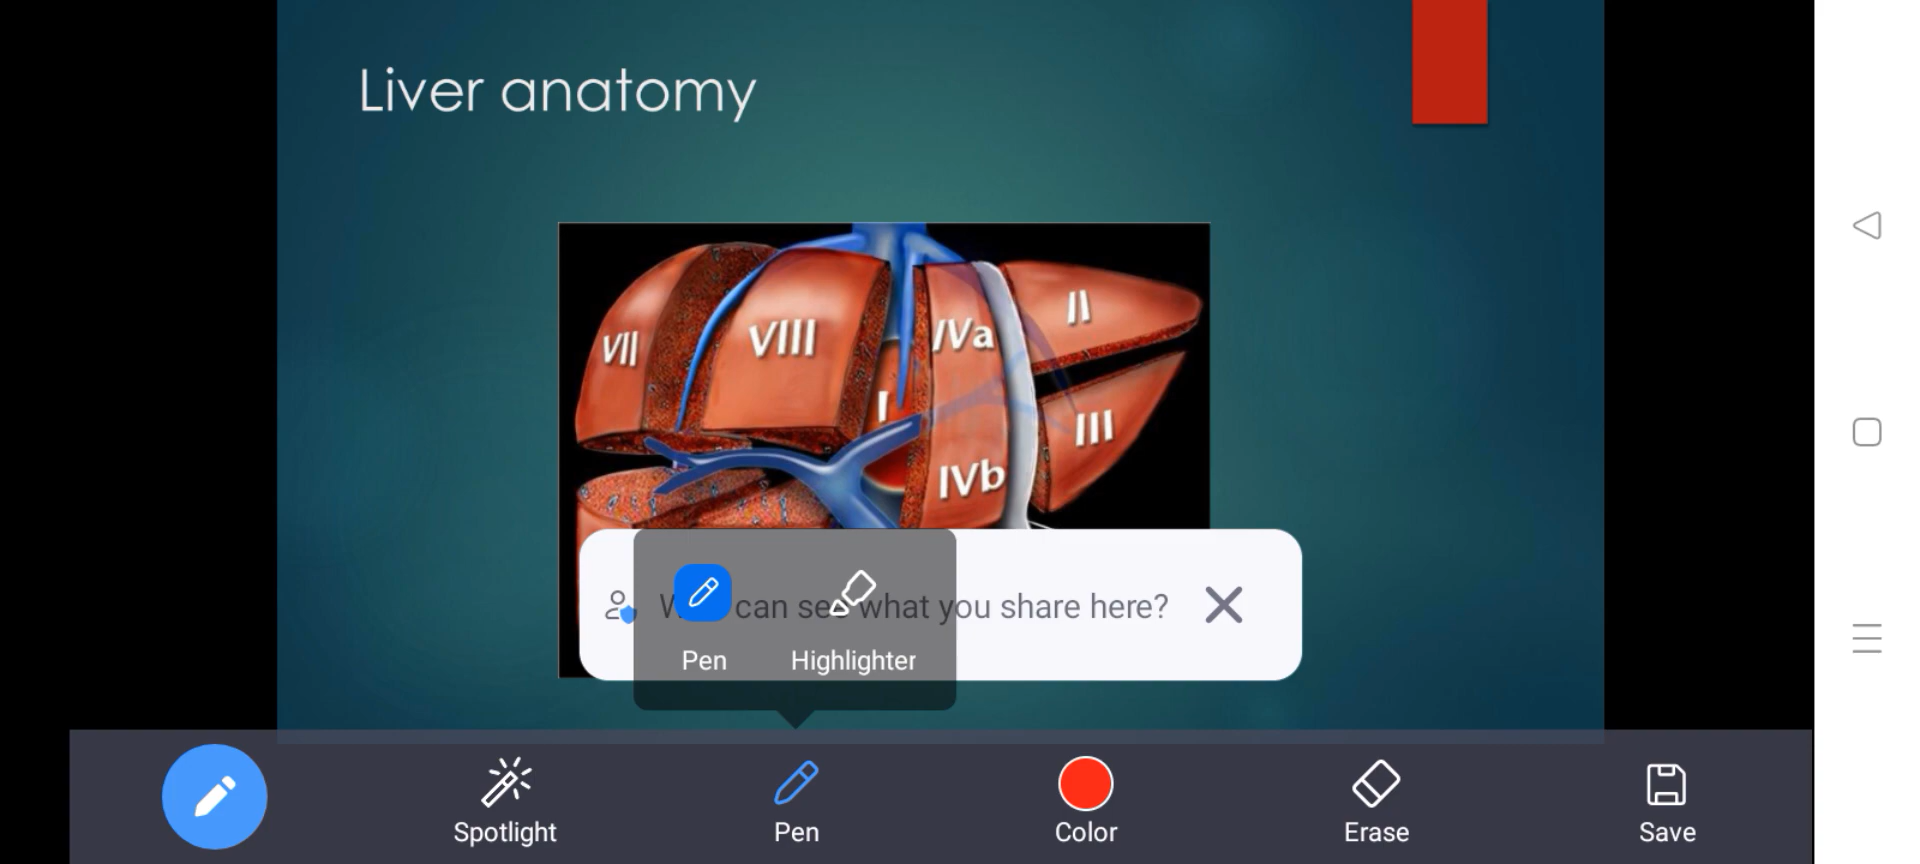 Liver anatomy
II
IVa
VIII
VII
I
III
IVb
can see what you share here?
Pen
Highlighter
Spotlight
Pen
Color
Erase
Save